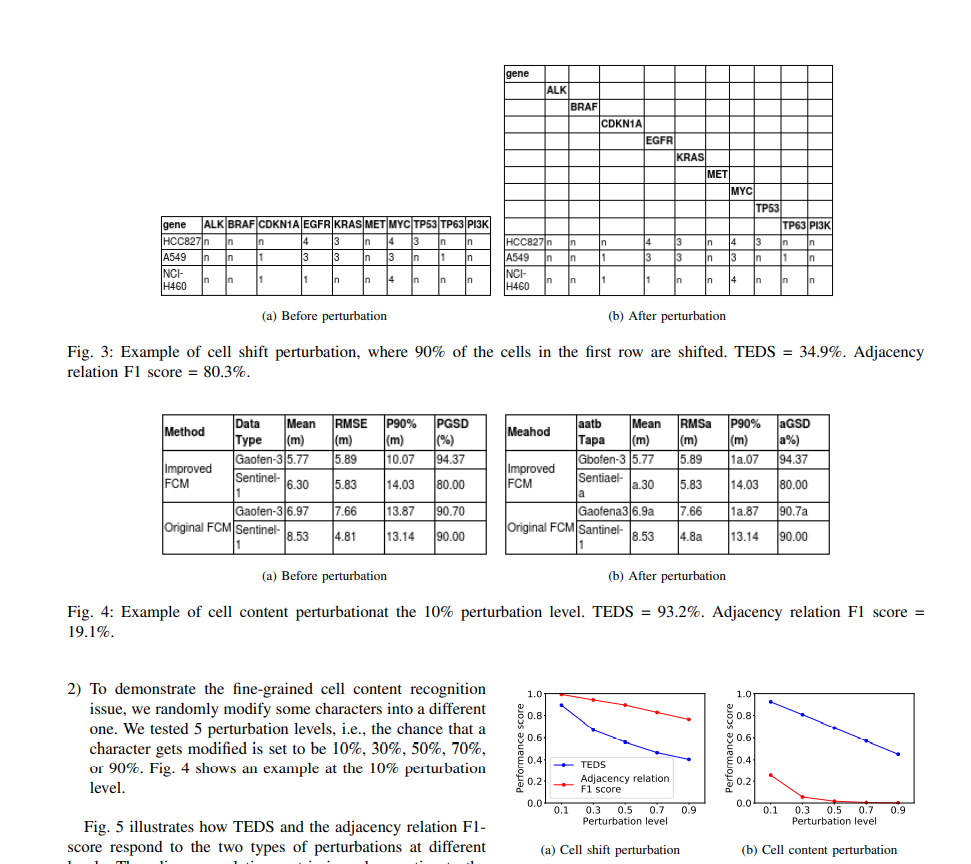 gene ALK BRAF CDKN1A EGFR KRAS MET MYC TP53 TP63 PI3K
HCC827 n n n 4 3 n 4 3 n n
A549 n n 1 3 3 n 3 n 1 n
NCI-
H460 n n 1 1 n n 4 n n n
(a) Before perturbation
gene
ALK
BRAF
CDKN1A
EGFR
KRAS
MET
MYC
TP53
TP63 PI3K
HCC827 n n n 4 3 n 4 3 n n
A549 n n 1 3 3 n 3 n 1 n
NCI-
H460 n n 1 1 n n 4 n n n
(b) After perturbation
Fig. 3: Example of cell shift perturbation, where 90% of the cells in the first row are shifted. TEDS = 34.9%. Adjacency
relation F1 score = 80.3%.
Method Data Mean RMSE P90% PGSD
Type (m) (m) (m) (%)
Improved
FCM
Gaofen-3 5.77 5.89 10.07 94.37
Sentinel-
1 6.30 5.83 14.03 80.00
Original FCM
Gaofen-3 6.97 7.66 13.87 90.70
Sentinel-
1 8.53 4.81 13.14 90.00
(a) Before perturbation
Meahod aatb Mean RMSa P90% aGSD
Tapa (m) (m) (m) a%)
Improved
FCM
Gbofen-3 5.77 5.89 1a.07 94.37
Sentiael-
a a.30 5.83 14.03 80.00
Original FCM
Gaofena3 6.9a 7.66 1a.87 90.7a
Santinel-
1 8.53 4.8a 13.14 90.00
(b) After perturbation
Fig. 4: Example of cell content perturbationat the 10% perturbation level. TEDS = 93.2%. Adjacency relation F1 score =
19.1%.
2) To demonstrate the fine-grained cell content recognition
issue, we randomly modify some characters into a different
one. We tested 5 perturbation levels, i.e., the chance that a
character gets modified is set to be 10%, 30%, 50%, 70%,
or 90%. Fig. 4 shows an example at the 10% perturbation
level.
Fig. 5 illustrates how TEDS and the adjacency relation F1-
score respond to the two types of perturbations at different
Performance score
1.0
0.8
0.6
0.4
0.2
0.0
TEDS
Adjacency relation
F1 score
0.1 0.3 0.5 0.7 0.9
Perturbation level
(a) Cell shift perturbation
Performance score
1.0
0.8
0.6
0.4
0.2
0.0
0.1 0.3 0.5 0.7 0.9
Perturbation level
(b) Cell content perturbation